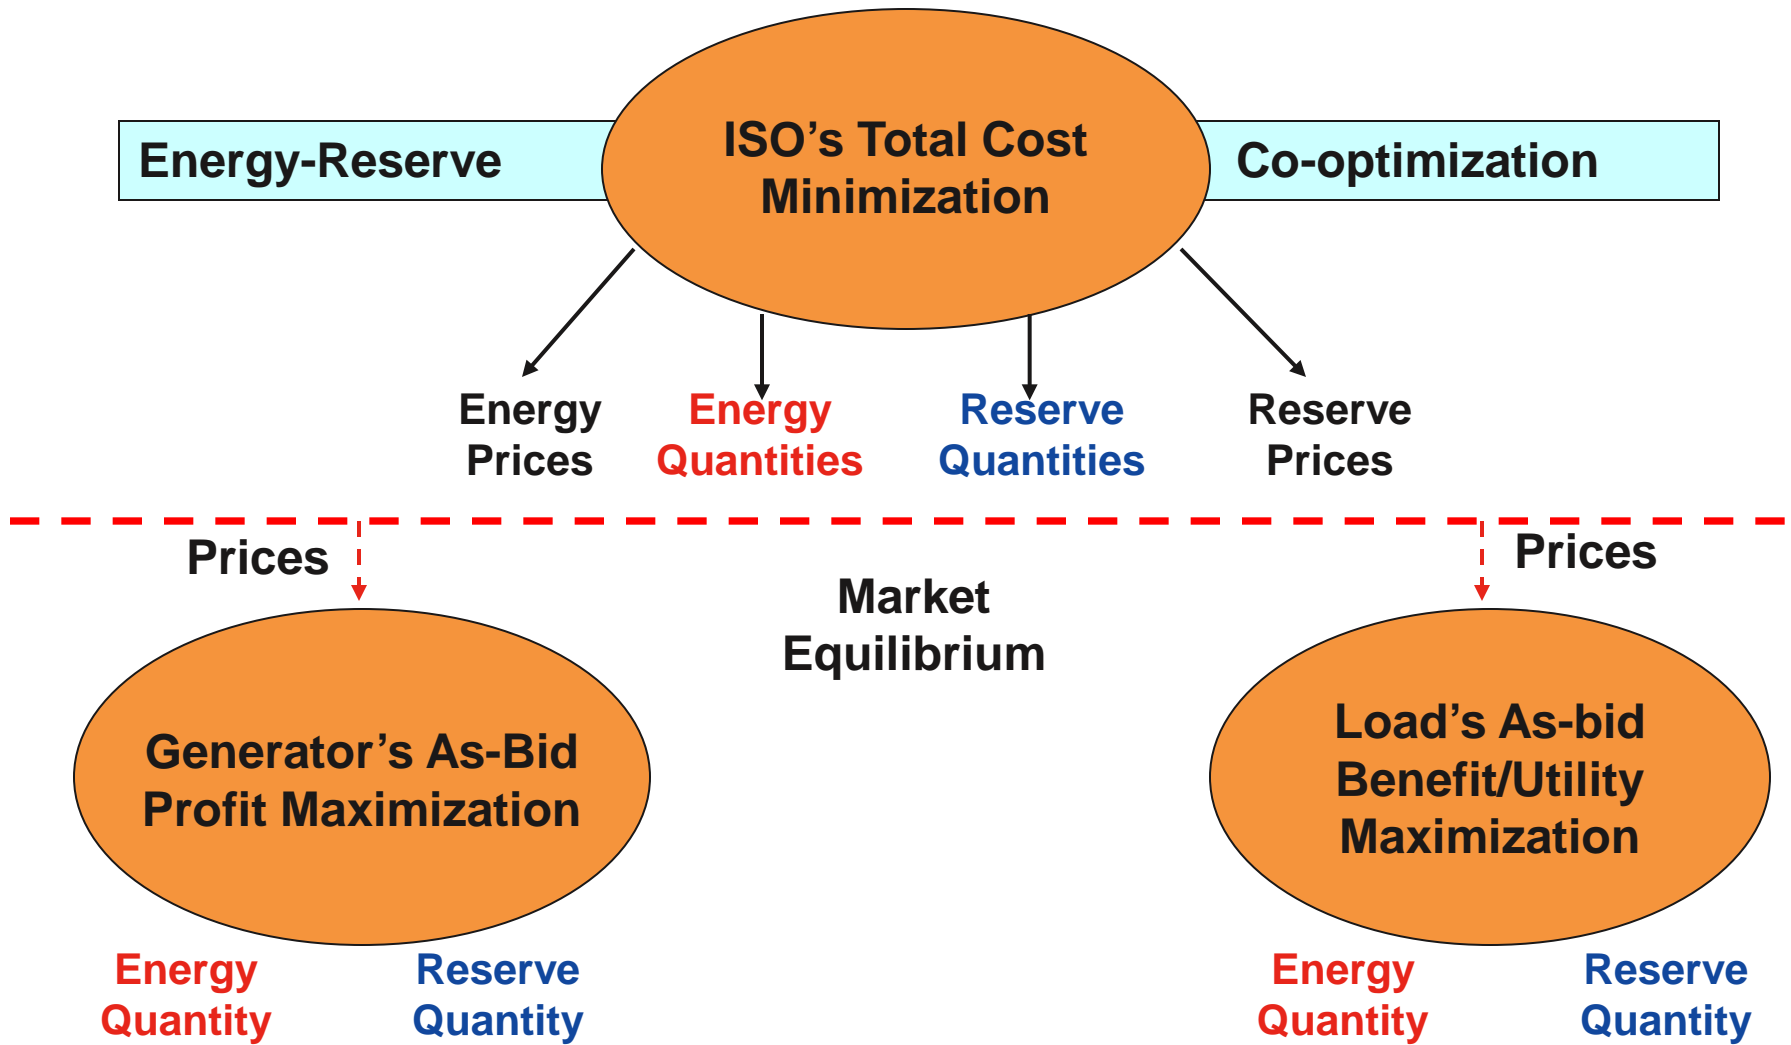 ISO’s Total Cost
Minimization
Energy-Reserve
Co-optimization
Energy
Prices
Energy
Quantities
Reserve
Quantities
Reserve
Prices
Prices
Prices
Market
Equilibrium
Generator’s As-Bid
Profit Maximization
Load’s As-bid
Benefit/Utility
Maximization
Energy
Quantity
Reserve
Quantity
Energy
Quantity
Reserve
Quantity